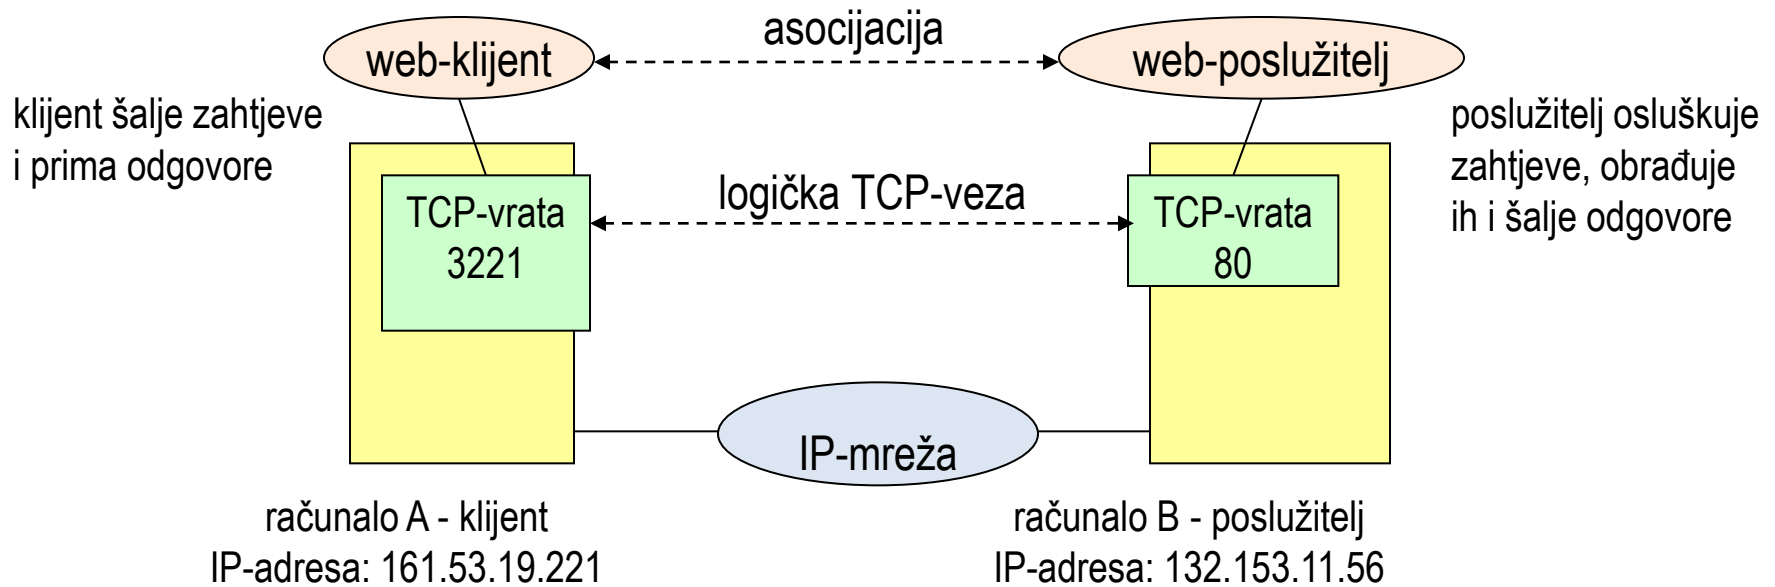 asocijacija
web-klijent
web-poslužitelj
klijent šalje zahtjeve
i prima odgovore
poslužitelj osluškuje
zahtjeve, obrađuje
ih i šalje odgovore
logička TCP-veza
TCP-vrata
3221
TCP-vrata
80
IP-mreža
računalo A - klijent
IP-adresa: 161.53.19.221
računalo B - poslužitelj
IP-adresa: 132.153.11.56